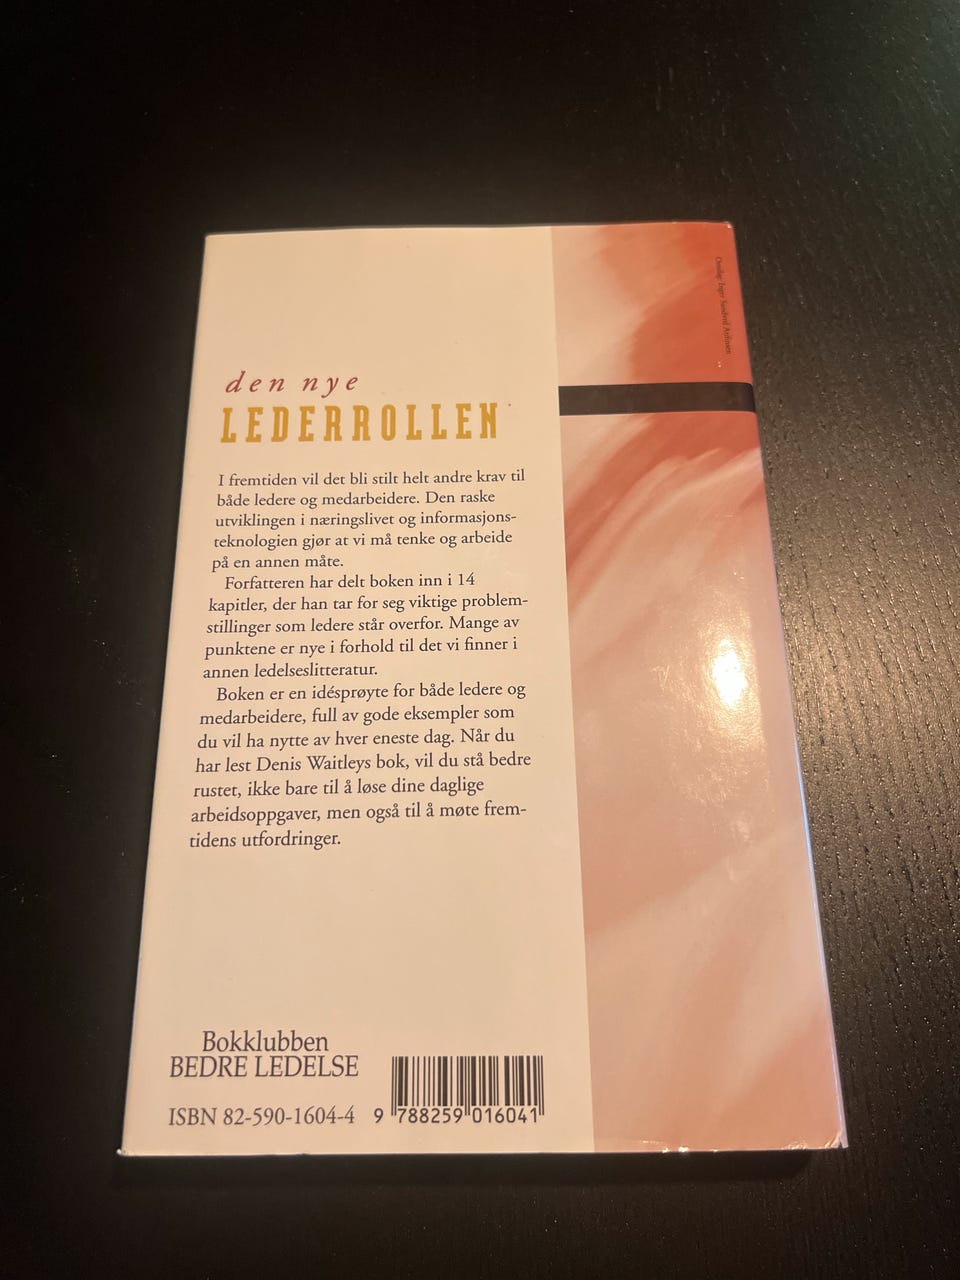 Omslag: Inger Sandved Anfinsen
den nye
LEDERROLLEN
I fremtiden vil det bli stilt helt andre krav til
både ledere og medarbeidere. Den raske
utviklingen i næringslivet og informasjons-
teknologien gjør at vi må tenke og arbeide
på en annen måte.
Forfatteren har delt boken inn i 14
kapitler, der han tar for seg viktige problem-
stillinger som ledere står overfor. Mange av
punktene er nye i forhold til det vi finner i
annen ledelseslitteratur.
Boken er en idésprøyte for både ledere og
medarbeidere, full av gode eksempler som
du vil ha nytte av hver eneste dag. Når du
har lest Denis Waitleys bok, vil du stå bedre
rustet, ikke bare til å løse dine daglige
arbeidsoppgaver, men også til å møte frem-
tidens utfordringer.
Bokklubben
BEDRE LEDELSE
ISBN 82-590-1604-4
9 788259 016041